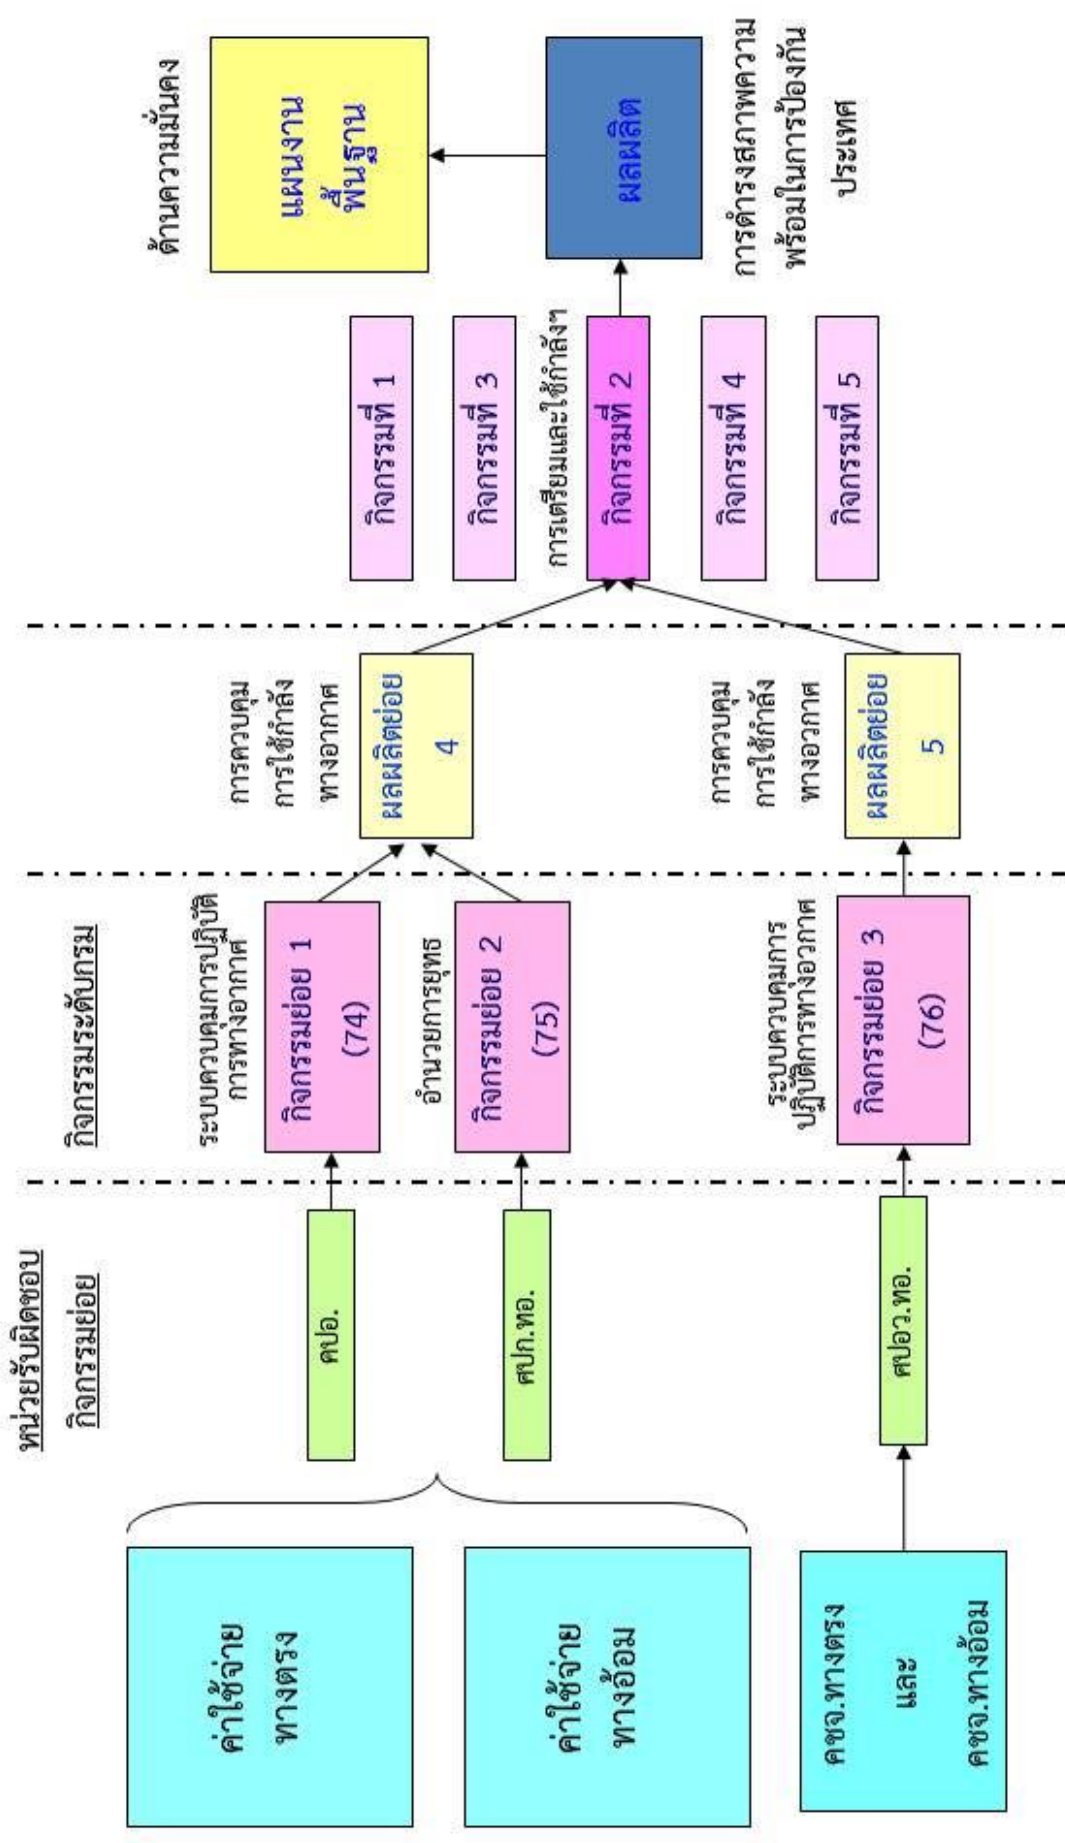 หน่วยรับผิดชอบ
กิจกรรมย่อย
กิจกรรมระดับกรม
ค่าใช้จ่าย
ทางตรง
ค่าใช้จ่าย
ทางอ้อม
คชจ.ทางตรง
และ
คชจ.ทางอ้อม
คปอ.
ศปก.ทอ.
ศปอว.ทอ.
ระบบควบคุมการปฏิบัติ
การทางอากาศ
กิจกรรมย่อย 1
(74)
อำนวยการยุทธ
กิจกรรมย่อย 2
(75)
ระบบควบคุมการ
ปฏิบัติการทางอวกาศ
กิจกรรมย่อย 3
(76)
การควบคุม
การใช้กำลัง
ทางอากาศ
ผลผลิตย่อย
4
การควบคุม
การใช้กำลัง
ทางอวกาศ
ผลผลิตย่อย
5
กิจกรรมที่ 1
กิจกรรมที่ 3
การเตรียมและใช้กำลังฯ
กิจกรรมที่ 2
กิจกรรมที่ 4
กิจกรรมที่ 5
ด้านความมั่นคง
แผนงาน
พื้นฐาน
ผลผลิต
การดำรงสภาพความ
พร้อมในการป้องกัน
ประเทศ